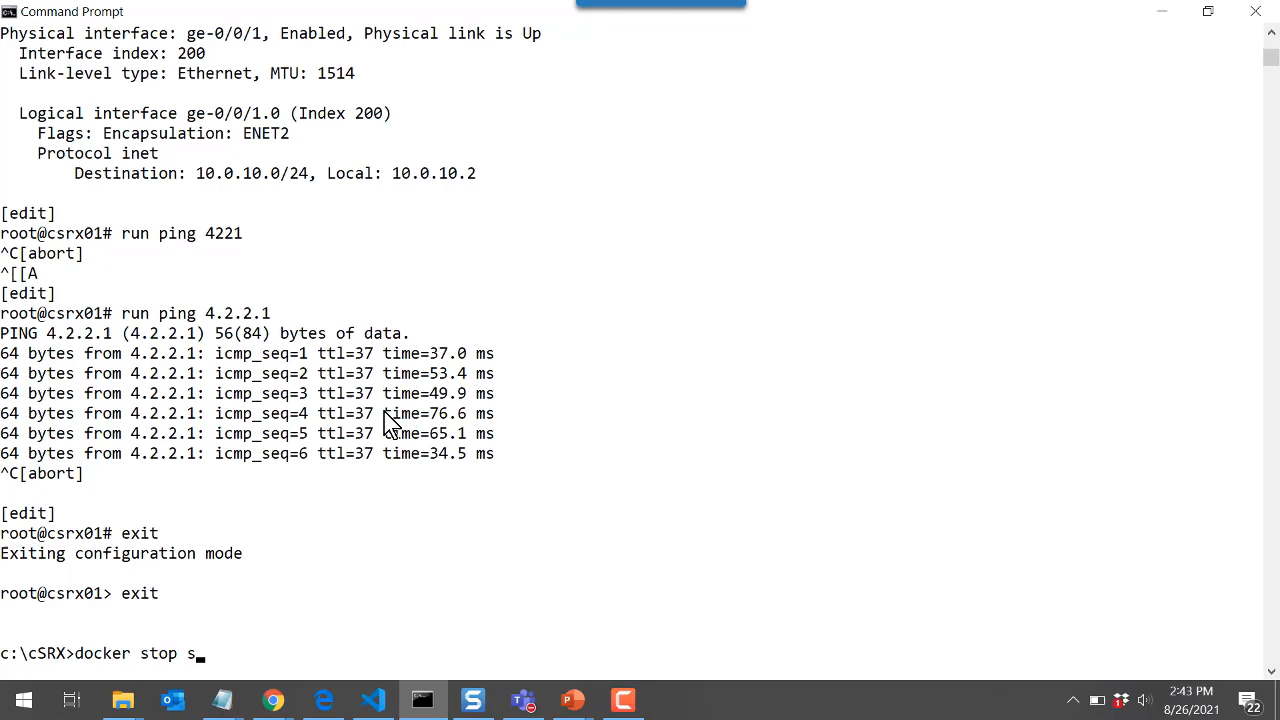 Command Prompt
Physical interface: ge-0/0/1, Enabled, Physical link is Up
Interface index: 200
Link-level type: Ethernet, MTU: 1514
Logical interface ge-0/0/1.0 (Index 200)
Flags: Encapsulation: ENET2
Protocol inet
Destination: 10.0.10.0/24, Local: 10.0.10.2
[edit]
root@csrx01# run ping 4221
^C[abort]
^[[A
[edit]
root@csrx01# run ping 4.2.2.1
PING 4.2.2.1 (4.2.2.1) 56(84) bytes of data.
64 bytes from 4.2.2.1: icmp_seq=1 ttl=37 time=37.0 ms
64 bytes from 4.2.2.1: icmp_seq=2 ttl=37 time=53.4 ms
64 bytes from 4.2.2.1: icmp_seq=3 ttl=37 time=49.9 ms
64 bytes from 4.2.2.1: icmp_seq=4 ttl=37 time=76.6 ms
64 bytes from 4.2.2.1: icmp_seq=5 ttl=37 time=65.1 ms
64 bytes from 4.2.2.1: icmp_seq=6 ttl=37 time=34.5 ms
^C[abort]
[edit]
root@csrx01# exit
Exiting configuration mode
root@csrx01> exit
c:\cSRX>docker stop s
2:43 PM
8/26/2021
22